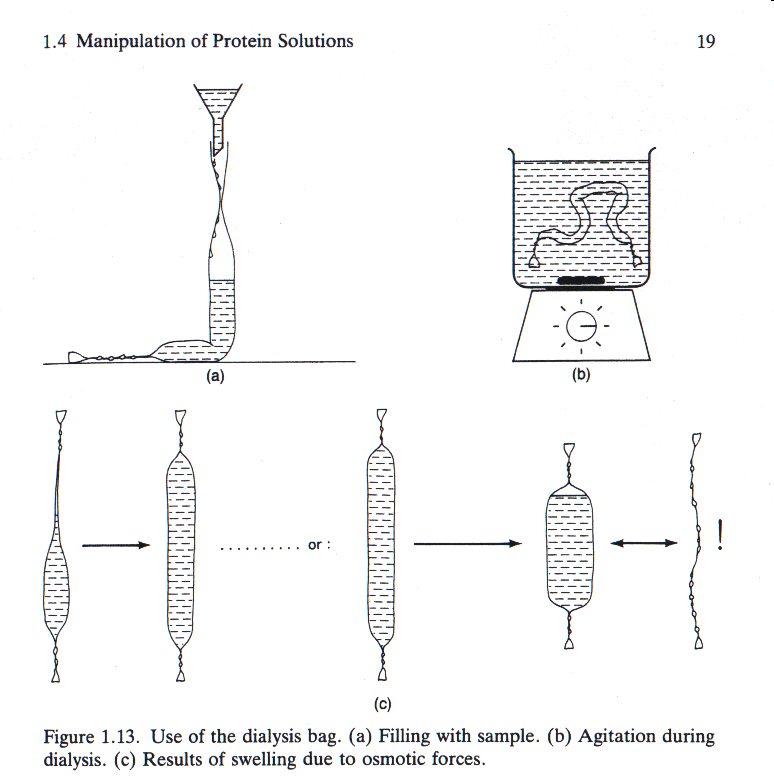 1.4 Manipulation of Protein Solutions 19
(a)
(b)
.......... or :
!
(c)
Figure 1.13. Use of the dialysis bag. (a) Filling with sample. (b) Agitation during
dialysis. (c) Results of swelling due to osmotic forces.